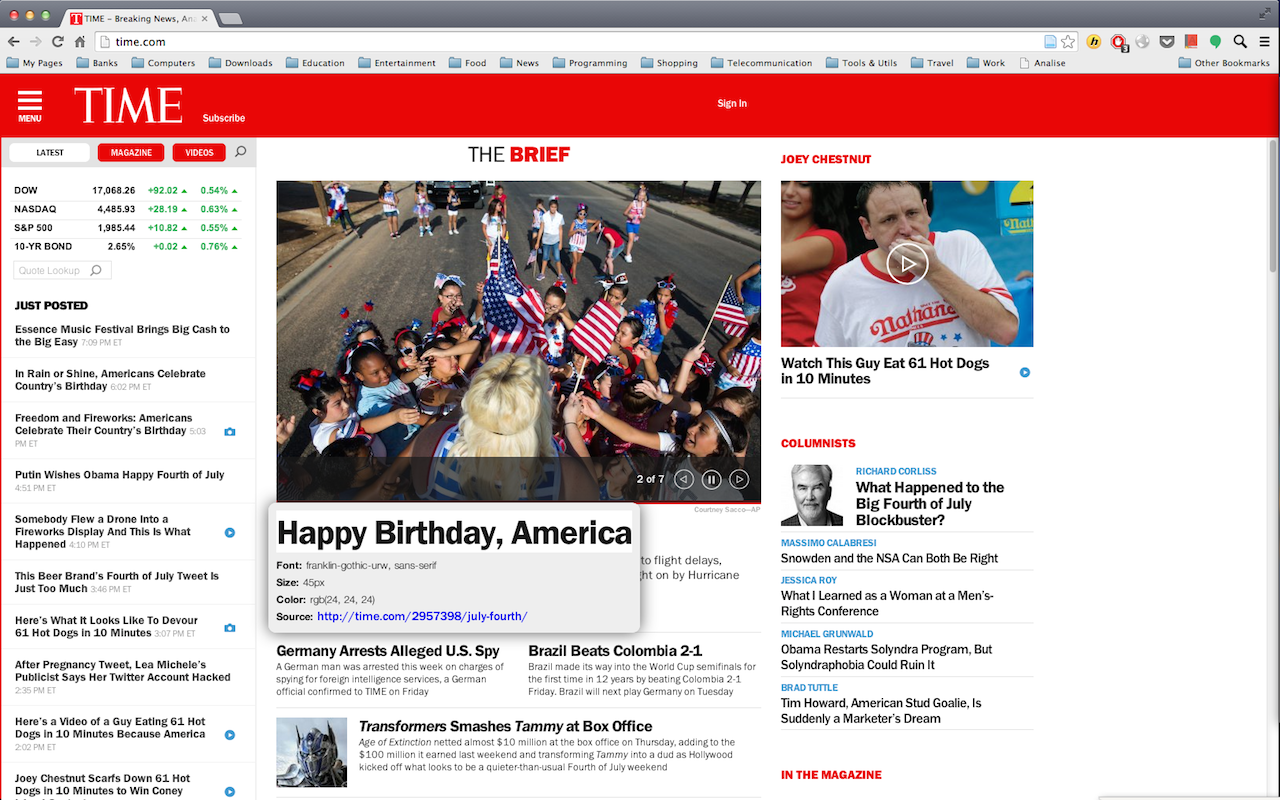 TIME – Breaking News, Ana
time.com
3
My Pages
Banks
Computers
Downloads
Education
Entertainment
Food
News
Programming
Shopping
Telecommunication
Tools & Utils
Travel
Work
Analise
Other Bookmarks
MENU
TIME
Subscribe
Sign In
LATEST
MAGAZINE
VIDEOS
DOW 17,068.26 +92.02 0.54%
NASDAQ 4,485.93 +28.19 0.63%
S&P 500 1,985.44 +10.82 0.55%
10-YR BOND 2.65% +0.02 0.76%
Quote Lookup
JUST POSTED
Essence Music Festival Brings Big Cash to
the Big Easy 7:09 PM ET
In Rain or Shine, Americans Celebrate
Country's Birthday 6:02 PM ET
Freedom and Fireworks: Americans
Celebrate Their Country's Birthday 5:03
PM ET
Putin Wishes Obama Happy Fourth of July
4:51 PM ET
Somebody Flew a Drone Into a
Fireworks Display And This Is What
Happened 4:10 PM ET
This Beer Brand's Fourth of July Tweet Is
Just Too Much 3:46 PM ET
Here's What It Looks Like To Devour
61 Hot Dogs in 10 Minutes 3:07 PM ET
After Pregnancy Tweet, Lea Michele's
Publicist Says Her Twitter Account Hacked
2:35 PM ET
Here's a Video of a Guy Eating 61 Hot
Dogs in 10 Minutes Because America
2:02 PM ET
Joey Chestnut Scarfs Down 61 Hot
Dogs in 10 Minutes to Win Coney
THE BRIEF
2 of 7
Courtney Sacco—AP
Happy Birthday, America
Font: franklin-gothic-urw, sans-serif
Size: 45px
Color: rgb(24, 24, 24)
Source: http://time.com/2957398/july-fourth/
to flight delays,
ht on by Hurricane
Germany Arrests Alleged U.S. Spy
A German man was arrested this week on charges of
spying for foreign intelligence services, a German
official confirmed to TIME on Friday
Brazil Beats Colombia 2-1
Brazil made its way into the World Cup semifinals for
the first time in 12 years by beating Colombia 2-1
Friday. Brazil will next play Germany on Tuesday
Transformers Smashes Tammy at Box Office
Age of Extinction netted almost $10 million at the box office on Thursday, adding to the
$100 million it earned last weekend and transforming Tammy into a dud as Hollywood
kicked off what looks to be a quieter-than-usual Fourth of July weekend
JOEY CHESTNUT
Nathan's
Watch This Guy Eat 61 Hot Dogs
in 10 Minutes
COLUMNISTS
RICHARD CORLISS
What Happened to the
Big Fourth of July
Blockbuster?
MASSIMO CALABRESI
Snowden and the NSA Can Both Be Right
JESSICA ROY
What I Learned as a Woman at a Men's-
Rights Conference
MICHAEL GRUNWALD
Obama Restarts Solyndra Program, But
Solyndraphobia Could Ruin It
BRAD TUTTLE
Tim Howard, American Stud Goalie, Is
Suddenly a Marketer's Dream
IN THE MAGAZINE